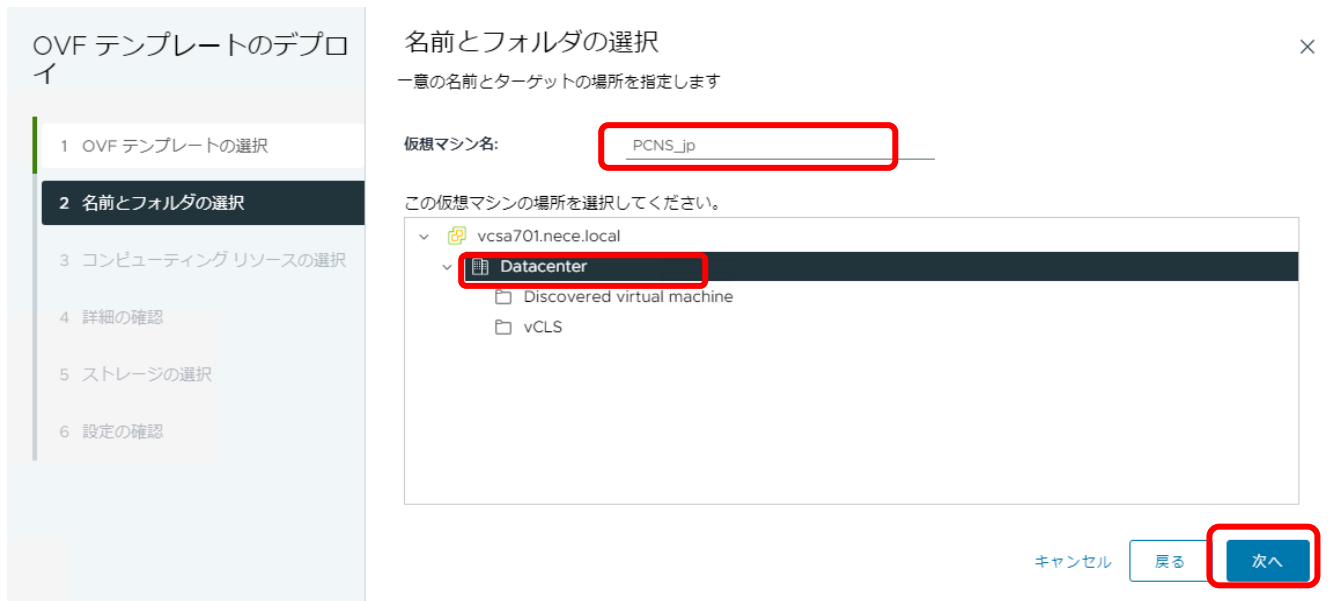 OVF テンプレートのデプロ
イ
1 OVF テンプレートの選択
2 名前とフォルダの選択
3 コンピューティング リソースの選択
4 詳細の確認
5 ストレージの選択
6 設定の確認
名前とフォルダの選択
一意の名前とターゲットの場所を指定します
仮想マシン名: PCNS_jp
この仮想マシンの場所を選択してください。
vcsa701.nece.local
Datacenter
Discovered virtual machine
vCLS
キャンセル 戻る 次へ